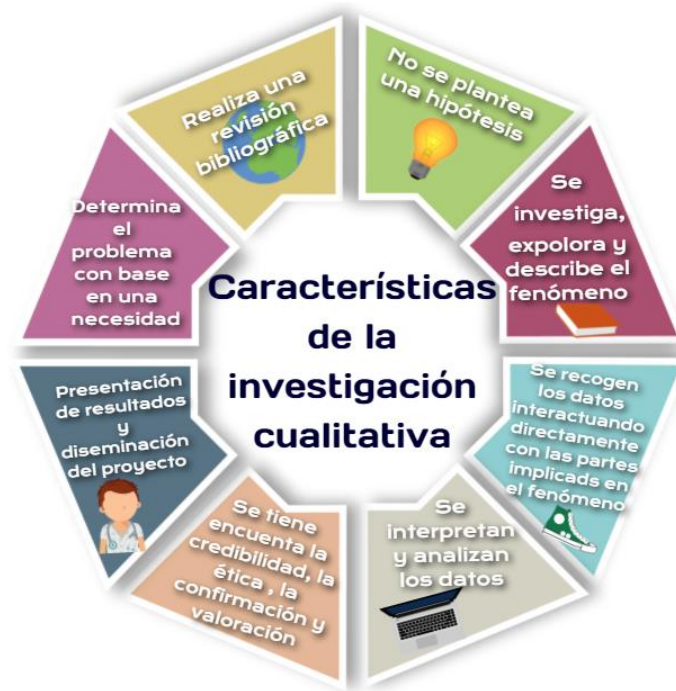 Características
de la
investigación
cualitativa
Determina
el
problema
con base
en una
necesidad
Realiza una
revisión
bibliográfica
No se plantea
una hipótesis
Se
investiga,
expolora y
describe el
fenómeno
Se recogen
los datos
interactuando
directamente
con las partes
implicads en
el fenómeno
Se
interpretan
y analizan
los datos
Se tiene
encuenta la
credibilidad, la
ética , la
confirmación y
valoración
Presentación
de resultados
y
diseminación
del proyecto